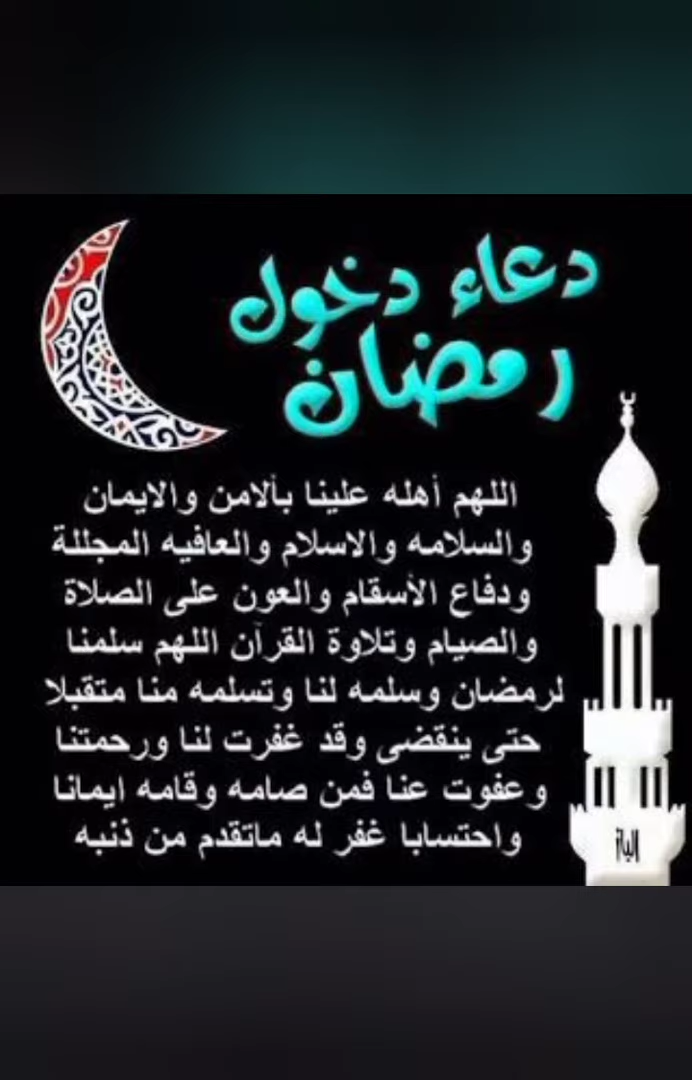 دعاء دخول
رمضان
اللهم أهله علينا بألامن والايمان
والسلامه والاسلام والعافيه المجللة
ودفاع الأسقام والعون على الصلاة
والصيام وتلاوة القرآن اللهم سلمنا
لرمضان وسلمه لنا وتسلمه منا متقبلا
حتى ينقضى وقد غفرت لنا ورحمتنا
وعفوت عنا فمن صامه وقامه ايمانا
واحتسابا غفر له ماتقدم من ذنبه